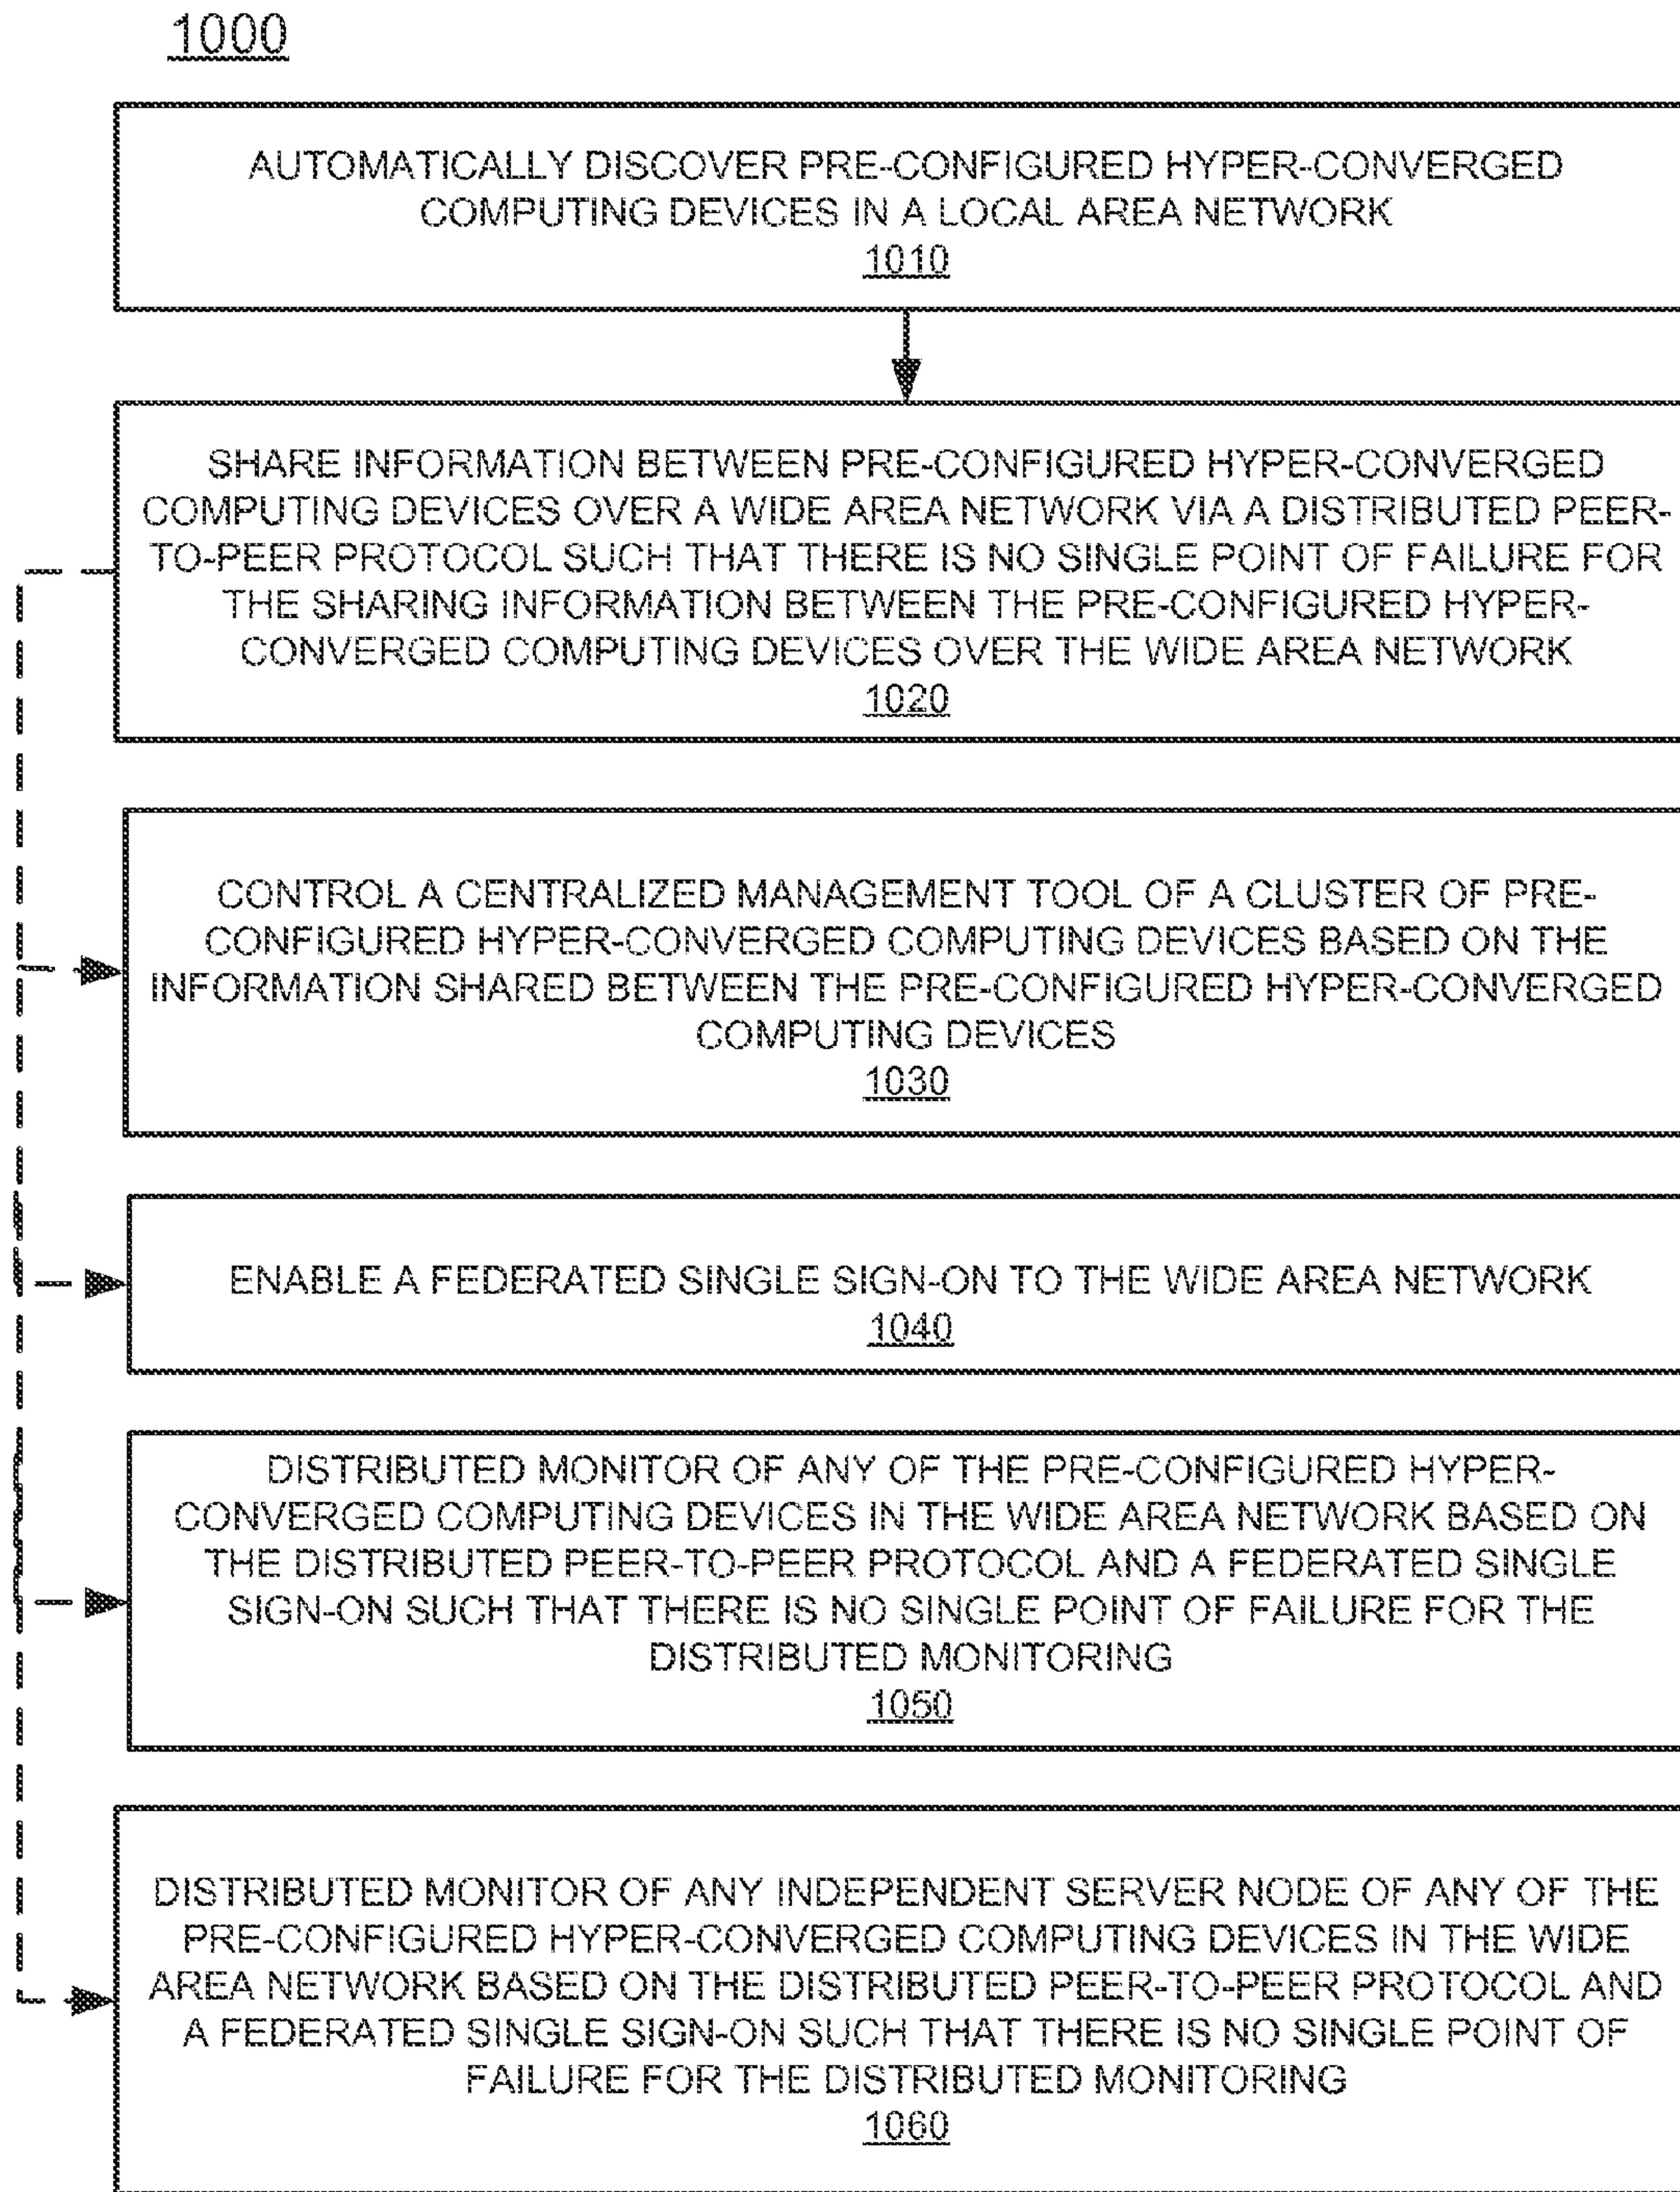 1000
AUTOMATICALLY DISCOVER PRE-CONFIGURED HYPER-CONVERGED
COMPUTING DEVICES IN A LOCAL AREA NETWORK
1010
SHARE INFORMATION BETWEEN PRE-CONFIGURED HYPER-CONVERGED
COMPUTING DEVICES OVER A WIDE AREA NETWORK VIA A DISTRIBUTED PEER-
TO-PEER PROTOCOL SUCH THAT THERE IS NO SINGLE POINT OF FAILURE FOR
THE SHARING INFORMATION BETWEEN THE PRE-CONFIGURED HYPER-
CONVERGED COMPUTING DEVICES OVER THE WIDE AREA NETWORK
1020
CONTROL A CENTRALIZED MANAGEMENT TOOL OF A CLUSTER OF PRE-
CONFIGURED HYPER-CONVERGED COMPUTING DEVICES BASED ON THE
INFORMATION SHARED BETWEEN THE PRE-CONFIGURED HYPER-CONVERGED
COMPUTING DEVICES
1030
ENABLE A FEDERATED SINGLE SIGN-ON TO THE WIDE AREA NETWORK
1040
DISTRIBUTED MONITOR OF ANY OF THE PRE-CONFIGURED HYPER-
CONVERGED COMPUTING DEVICES IN THE WIDE AREA NETWORK BASED ON
THE DISTRIBUTED PEER-TO-PEER PROTOCOL AND A FEDERATED SINGLE
SIGN-ON SUCH THAT THERE IS NO SINGLE POINT OF FAILURE FOR THE
DISTRIBUTED MONITORING
1050
DISTRIBUTED MONITOR OF ANY INDEPENDENT SERVER NODE OF ANY OF THE
PRE-CONFIGURED HYPER-CONVERGED COMPUTING DEVICES IN THE WIDE
AREA NETWORK BASED ON THE DISTRIBUTED PEER-TO-PEER PROTOCOL AND
A FEDERATED SINGLE SIGN-ON SUCH THAT THERE IS NO SINGLE POINT OF
FAILURE FOR THE DISTRIBUTED MONITORING
1060